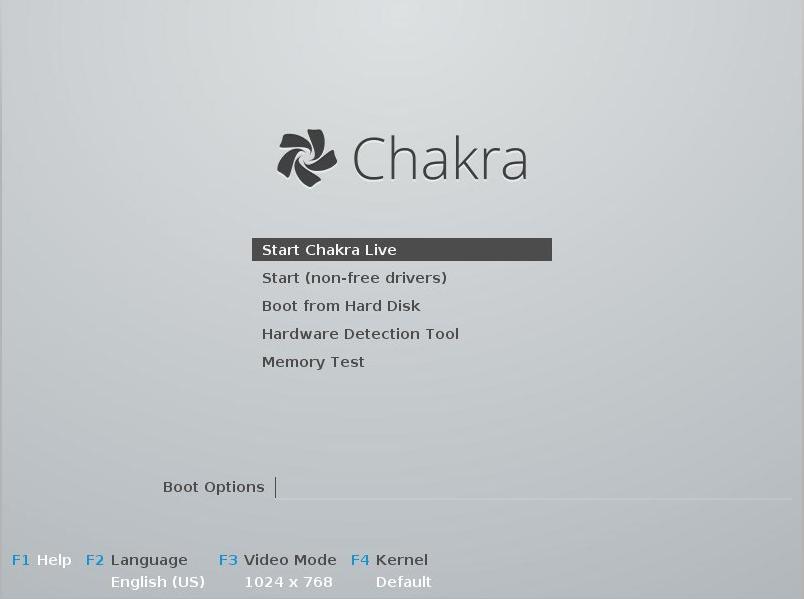 Chakra
Start Chakra Live
Start (non-free drivers)
Boot from Hard Disk
Hardware Detection Tool
Memory Test
Boot Options
F1 Help F2 Language F3 Video Mode F4 Kernel
English (US) 1024 x 768 Default